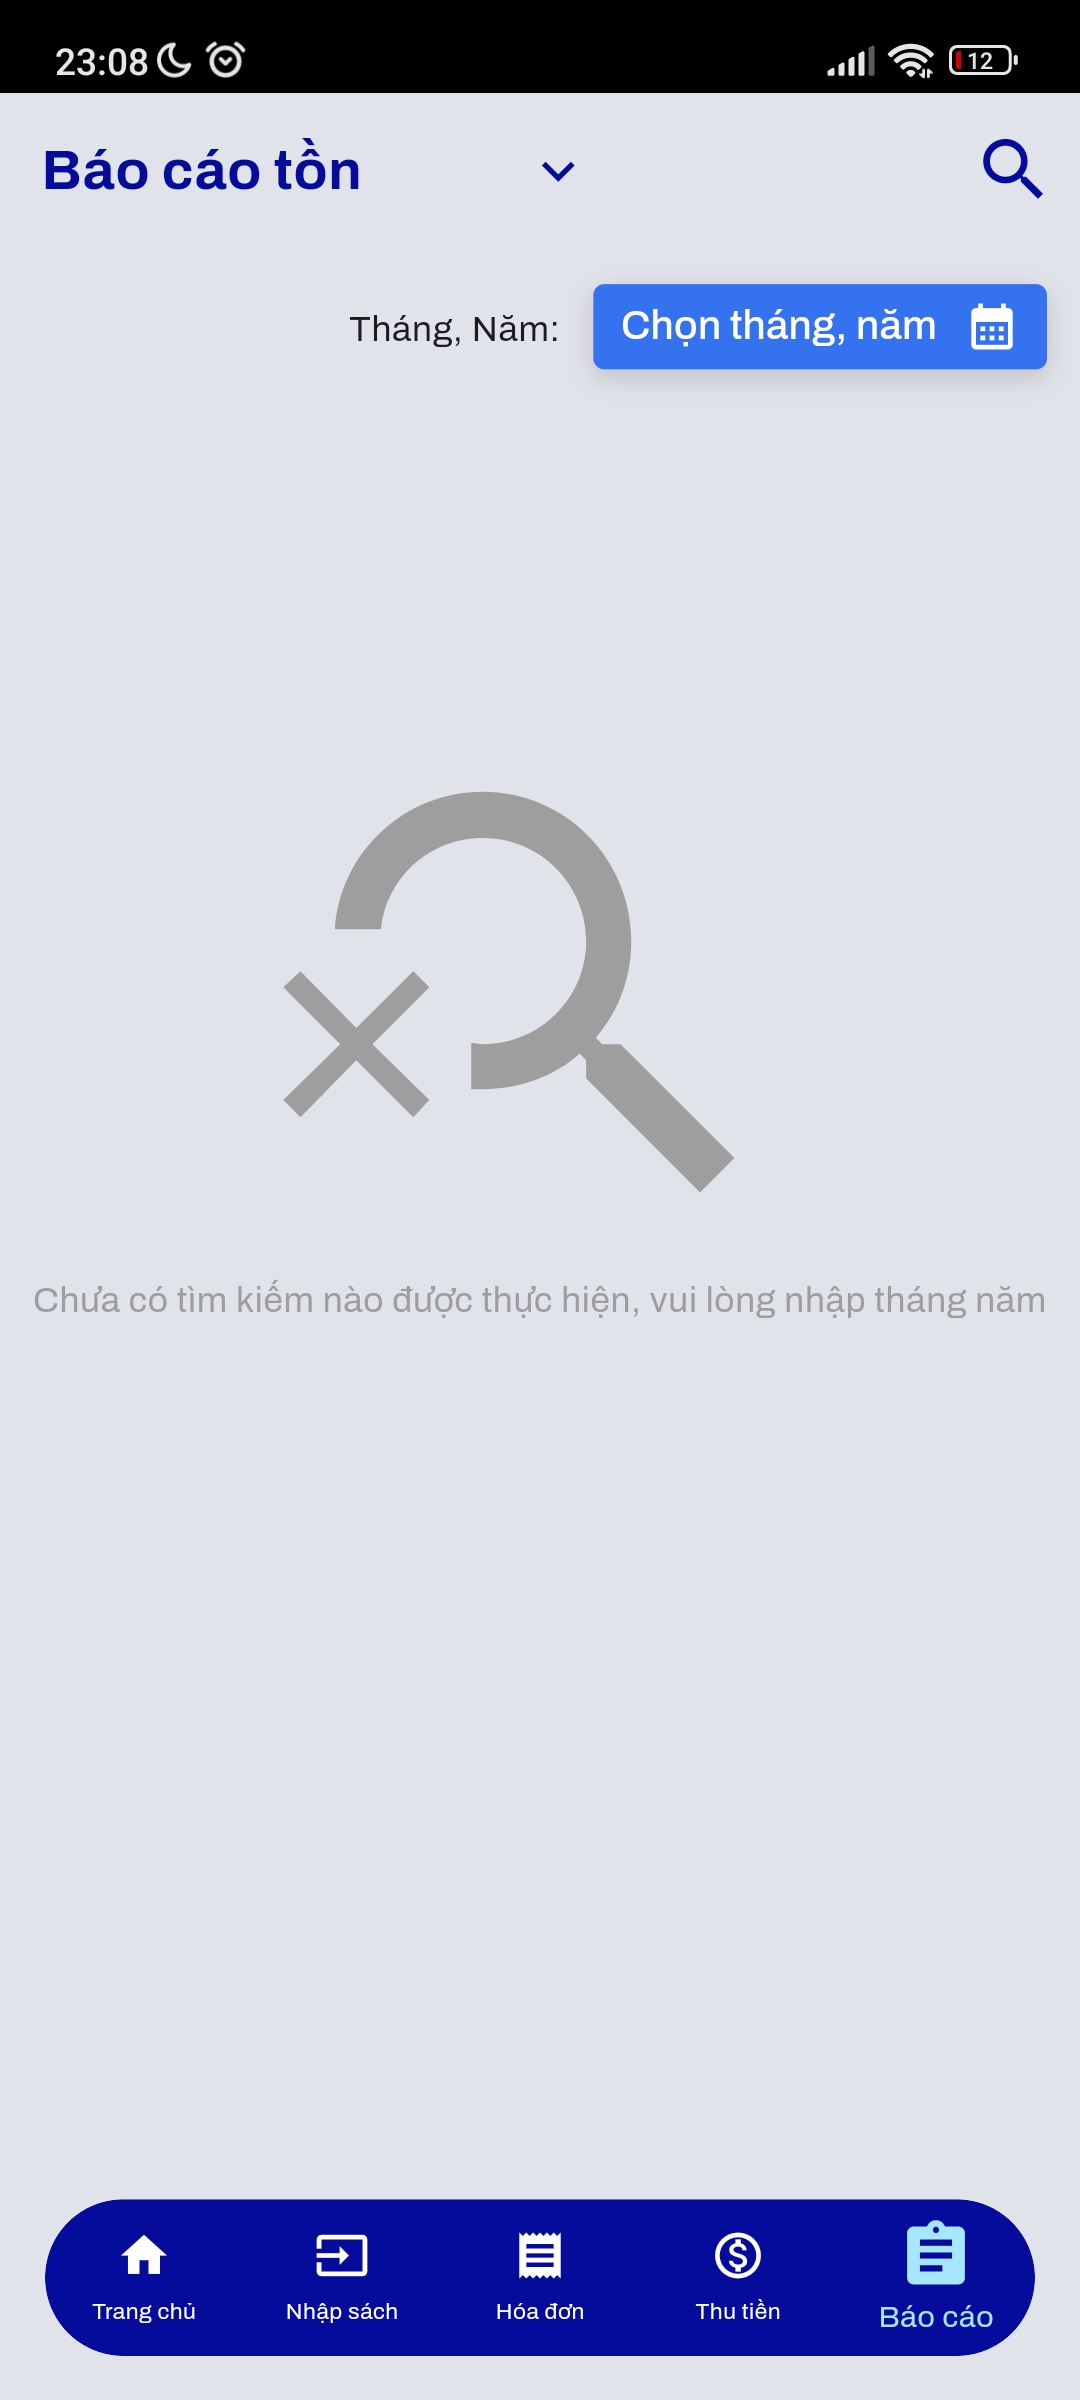 23:08
12
Báo cáo tồn
Tháng, Năm:
Chọn tháng, năm
Chưa có tìm kiếm nào được thực hiện, vui lòng nhập tháng năm
Trang chủ
Nhập sách
Hóa đơn
Thu tiền
Báo cáo